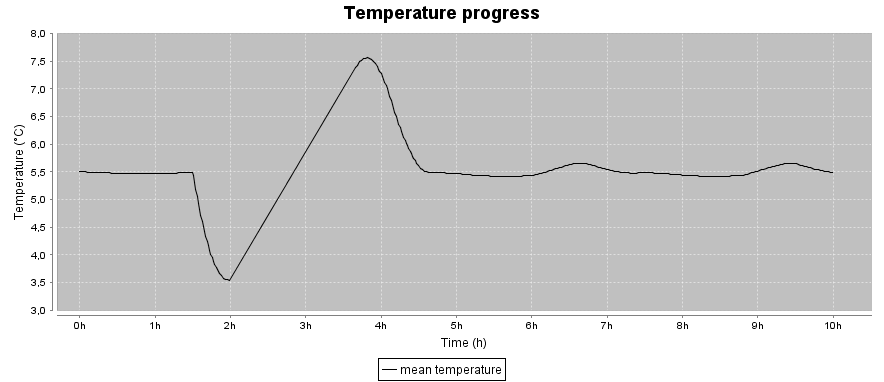 Temperature progress
8,0
7,5
7,0
6,5
6,0
5,5
5,0
4,5
4,0
3,5
3,0
Temperature (°C)
0h 1h 2h 3h 4h 5h 6h 7h 8h 9h 10h
Time (h)
mean temperature